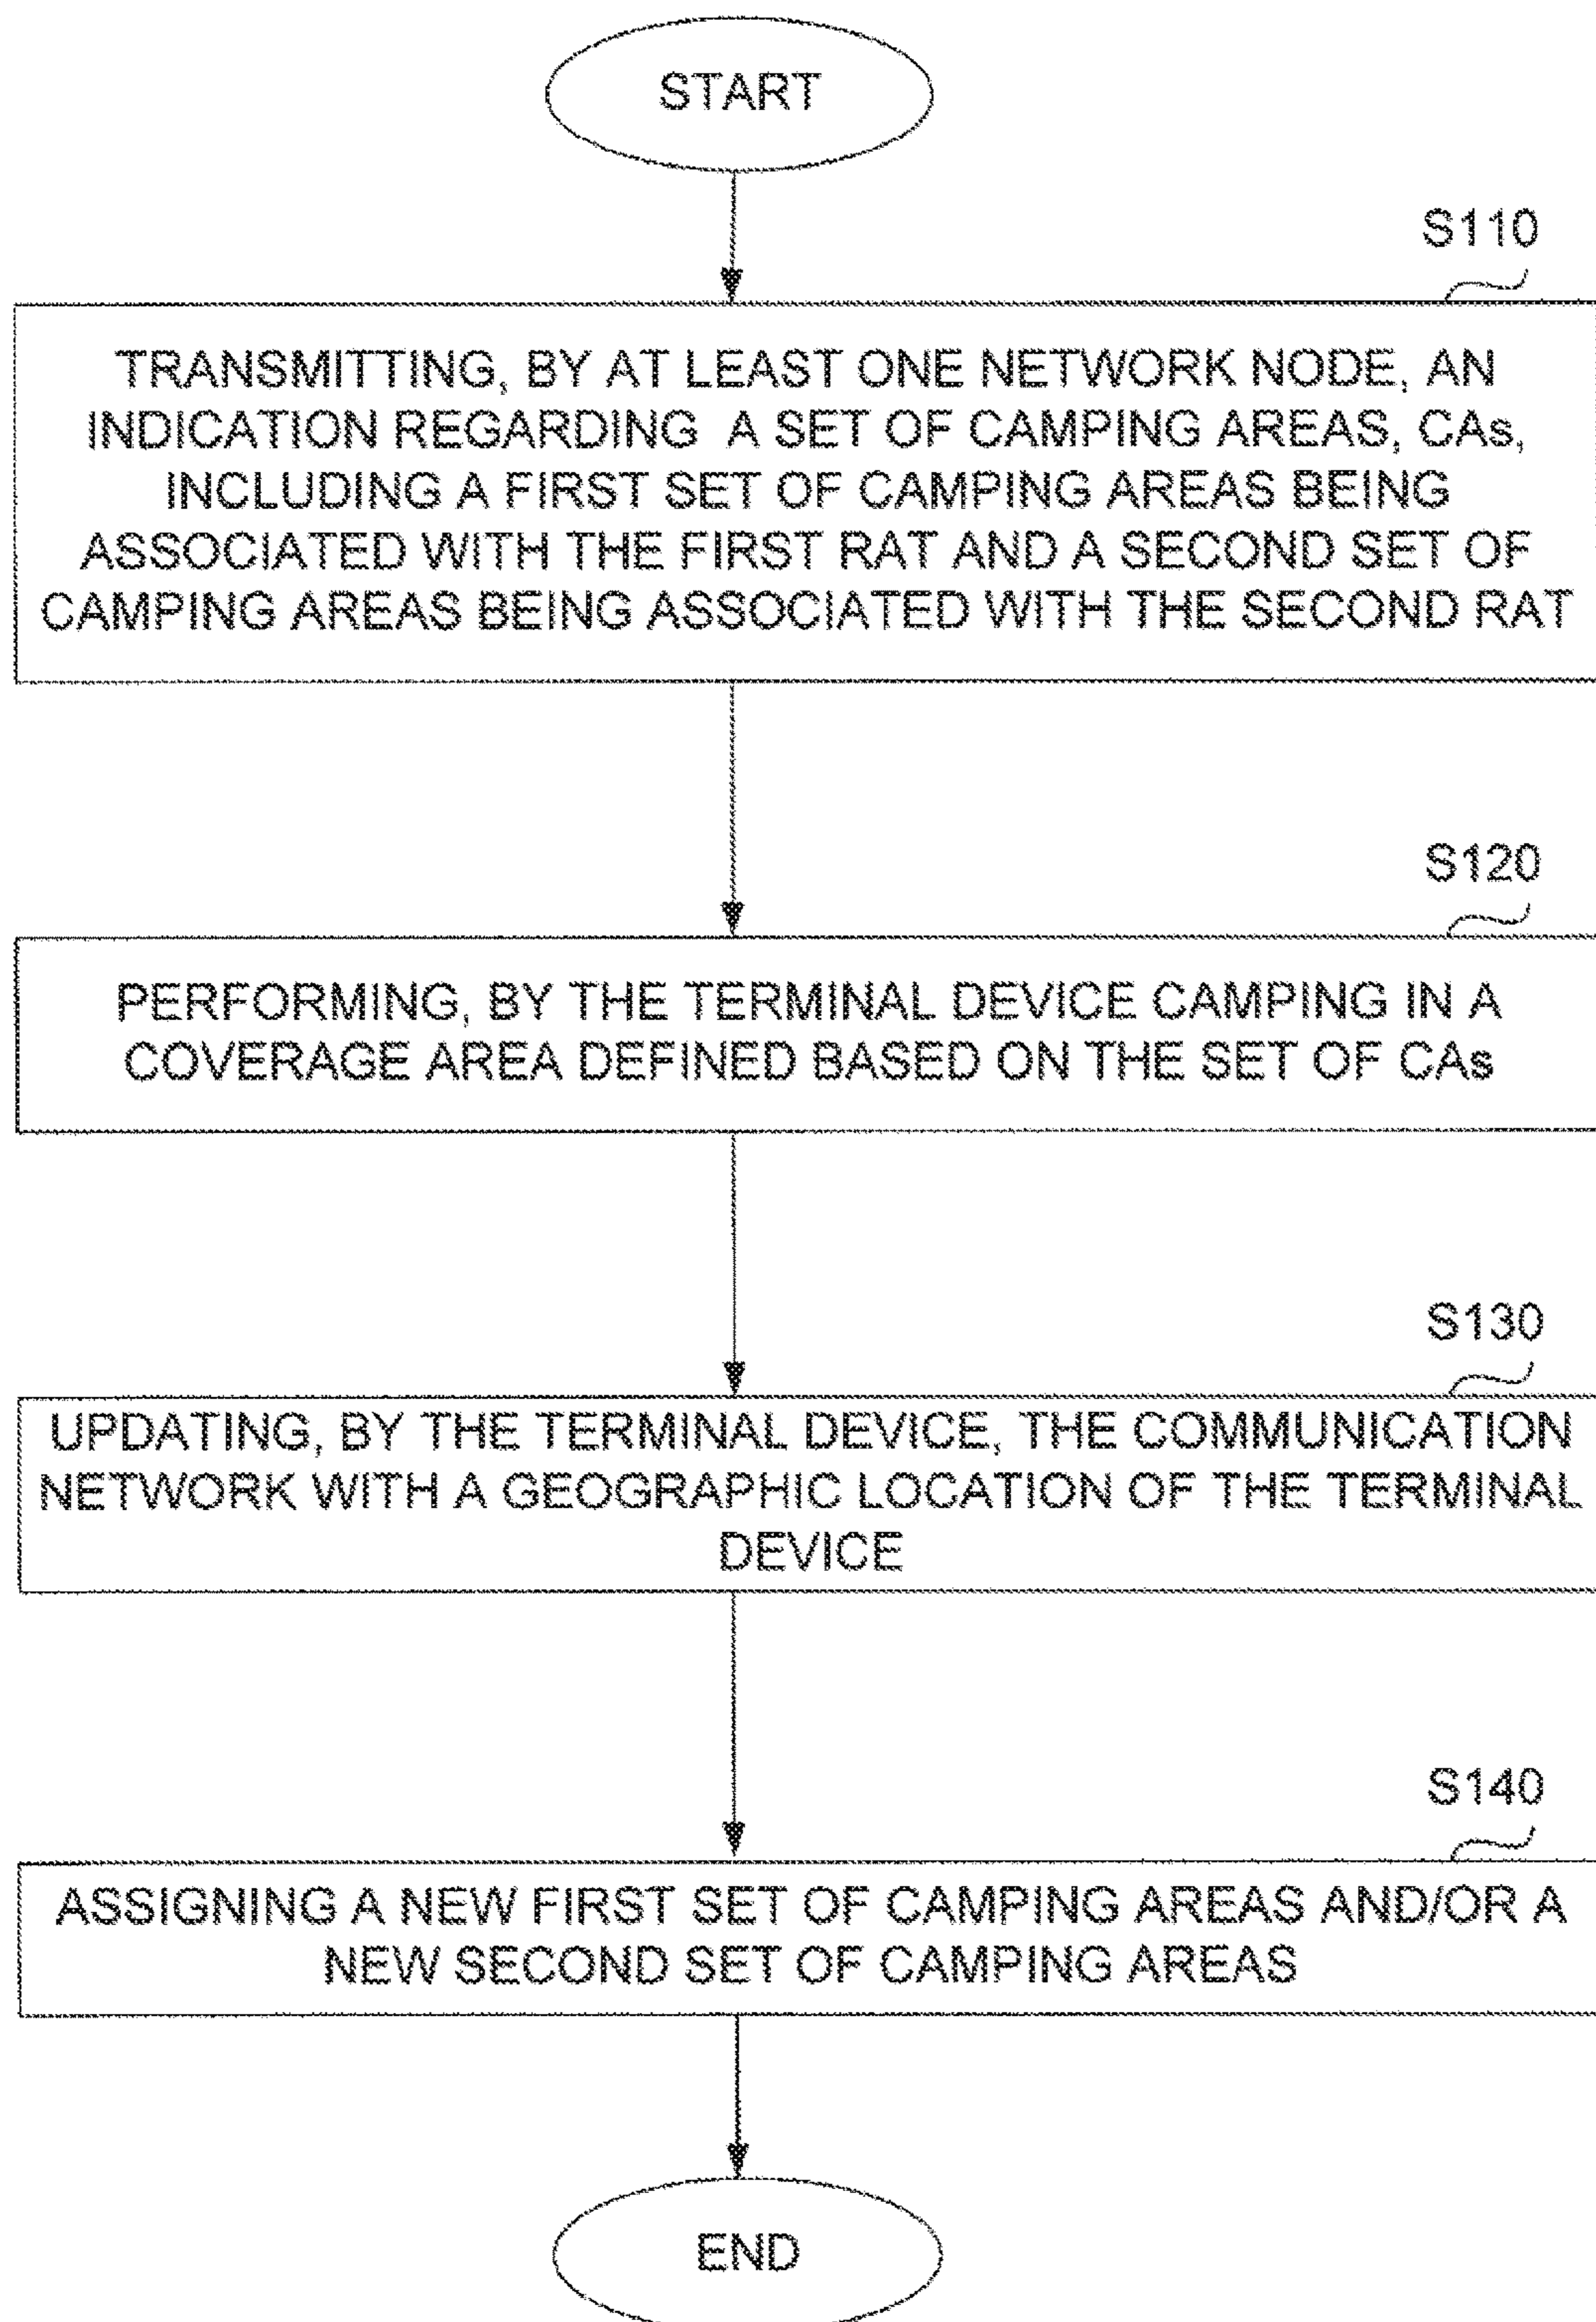 START
S110
TRANSMITTING, BY AT LEAST ONE NETWORK NODE, AN
INDICATION REGARDING A SET OF CAMPING AREAS, CAs,
INCLUDING A FIRST SET OF CAMPING AREAS BEING
ASSOCIATED WITH THE FIRST RAT AND A SECOND SET OF
CAMPING AREAS BEING ASSOCIATED WITH THE SECOND RAT
S120
PERFORMING, BY THE TERMINAL DEVICE CAMPING IN A
COVERAGE AREA DEFINED BASED ON THE SET OF CAs
S130
UPDATING, BY THE TERMINAL DEVICE, THE COMMUNICATION
NETWORK WITH A GEOGRAPHIC LOCATION OF THE TERMINAL
DEVICE
S140
ASSIGNING A NEW FIRST SET OF CAMPING AREAS AND/OR A
NEW SECOND SET OF CAMPING AREAS
END